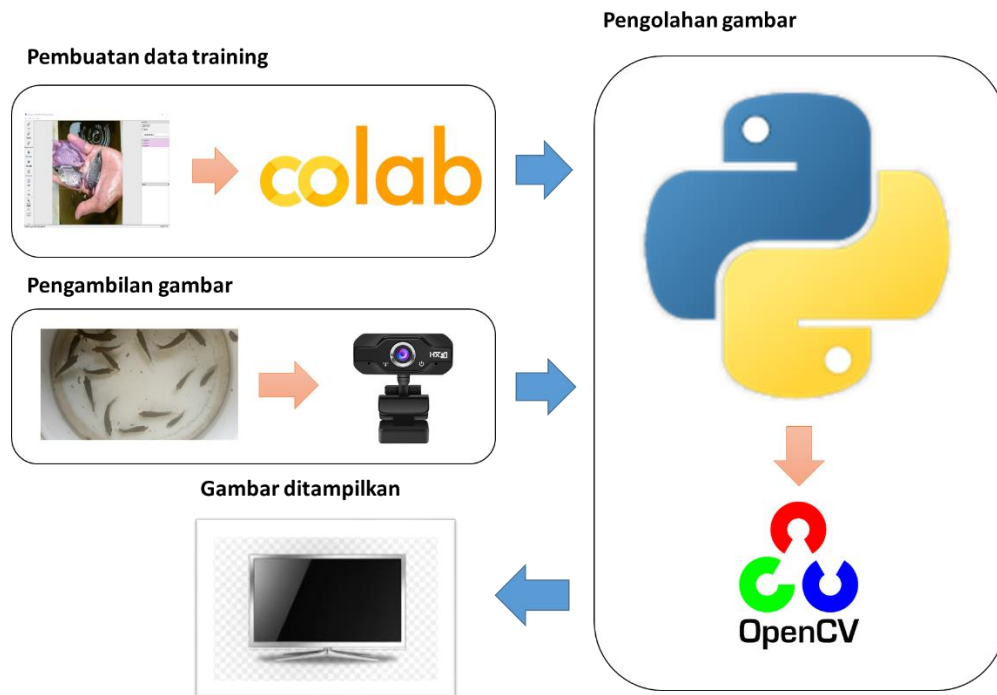 Pengolahan gambar
Pembuatan data training
colab
Pengambilan gambar
Gambar ditampilkan
OpenCV